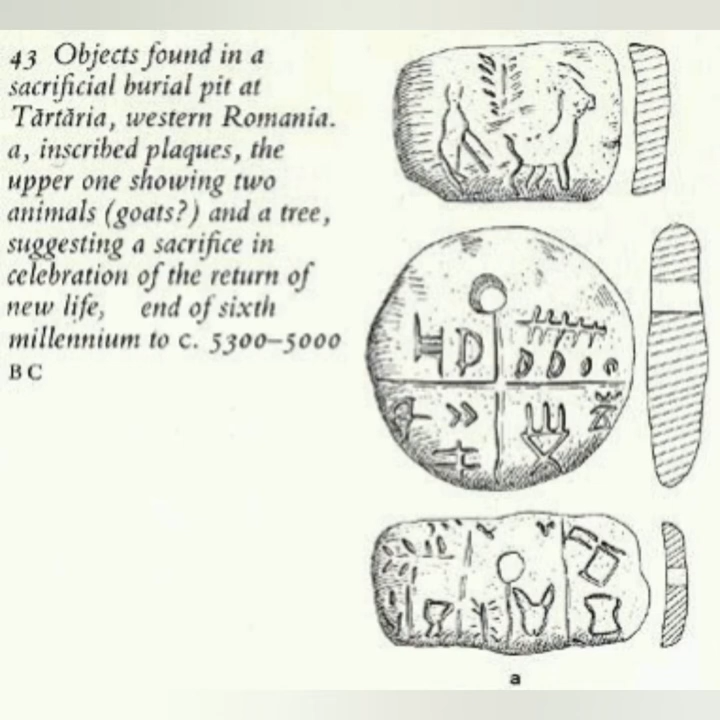 43 Objects found in a
sacrificial burial pit at
Tărtăria, western Romania.
a, inscribed plaques, the
upper one showing two
animals (goats?) and a tree,
suggesting a sacrifice in
celebration of the return of
new life, end of sixth
millennium to c. 5300–5000
BC
a